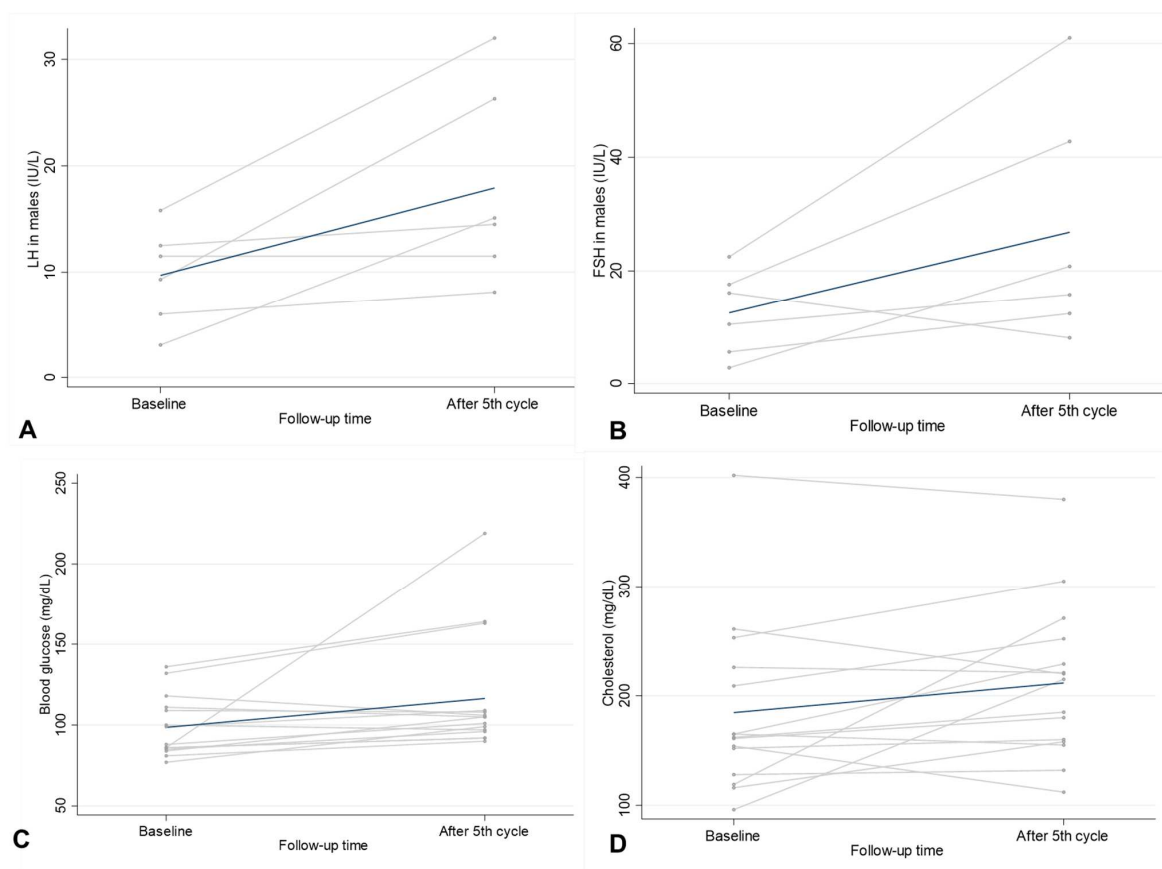 30
20
10
0
LH in males (IU/L)
Baseline
After 5th cycle
Follow-up time
A
60
40
20
0
FSH in males (IU/L)
Baseline
After 5th cycle
Follow-up time
B
250
200
150
100
50
Blood glucose (mg/dL)
Baseline
After 5th cycle
Follow-up time
C
400
300
200
100
Cholesterol (mg/dL)
Baseline
After 5th cycle
Follow-up time
D